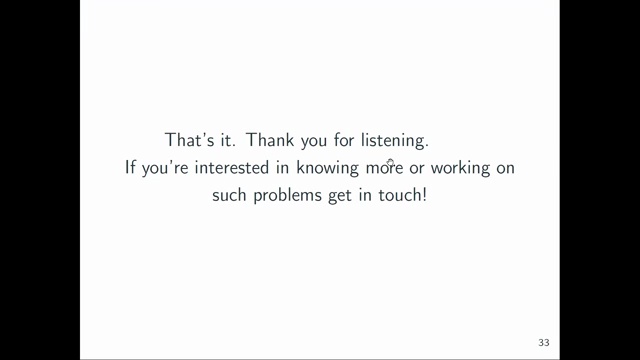 That's it. Thank you for listening.
If you're interested in knowing more or working on
such problems get in touch!
33